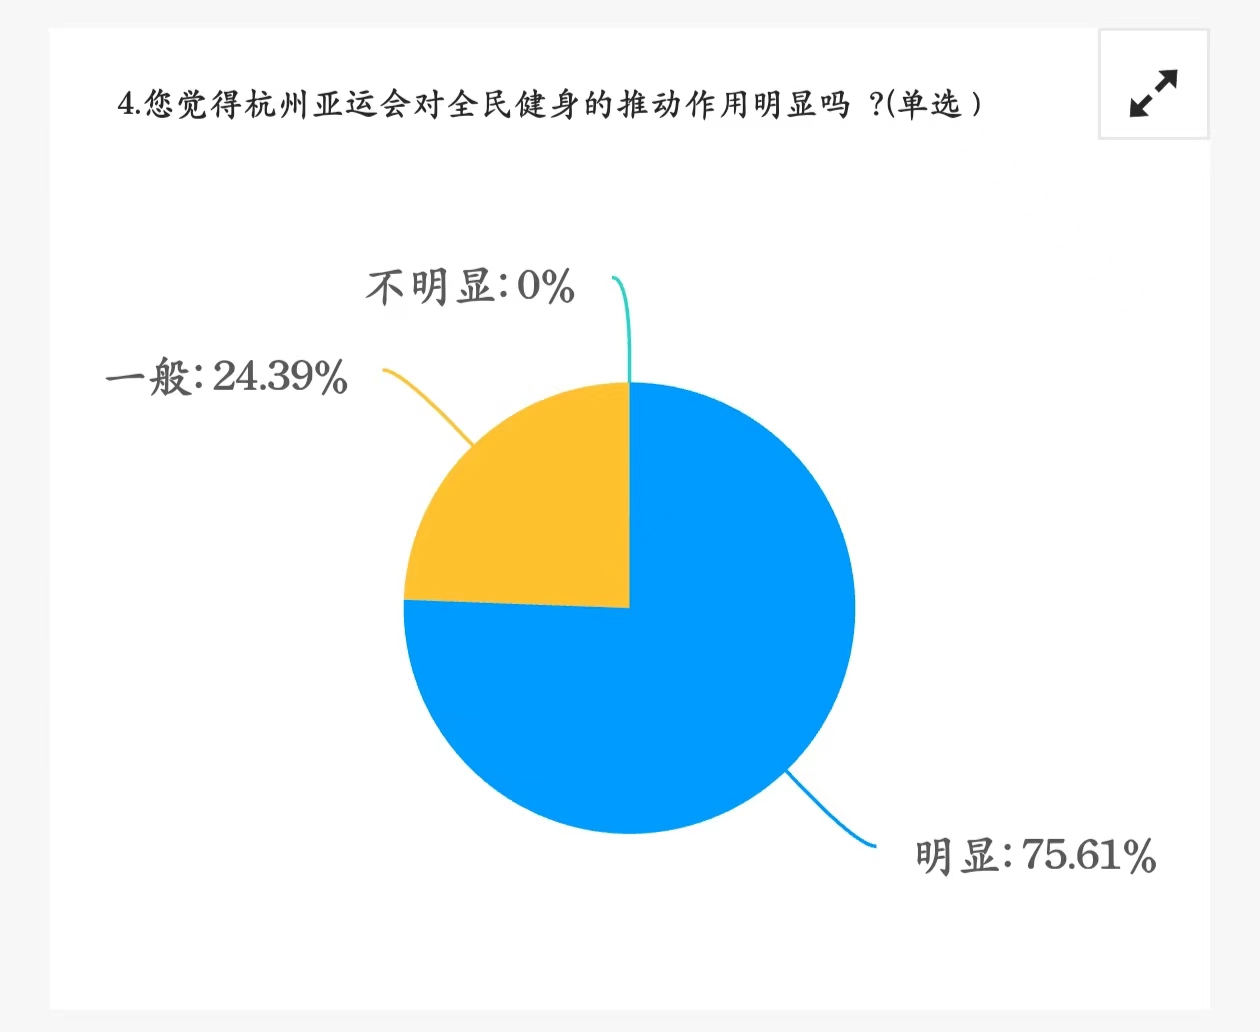 4.您觉得杭州亚运会对全民健身的推动作用明显吗 ?(单选)
不明显: 0%
一般: 24.39%
明显: 75.61%